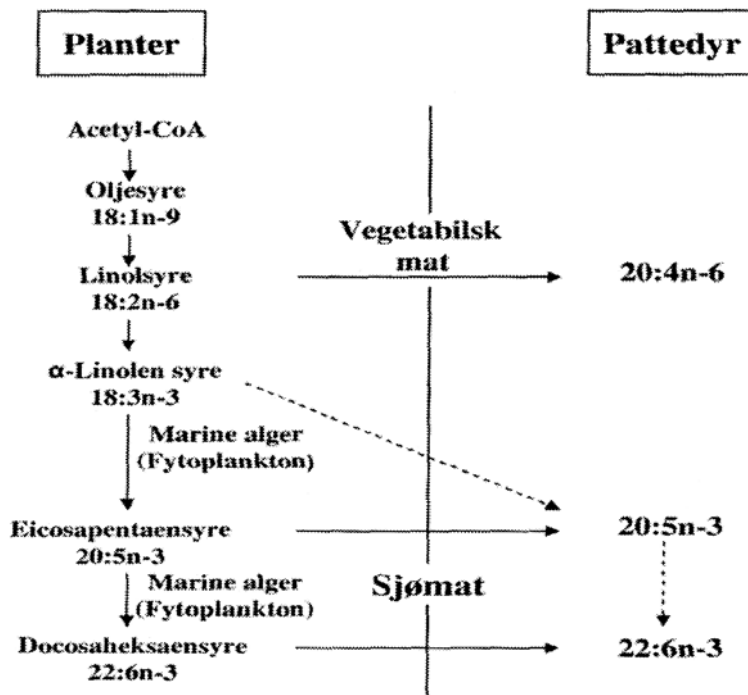 Planter
Pattedyr
Acetyl-CoA
Oljesyre
18:1n-9
Linolsyre
18:2n-6
Vegetabilsk
mat
20:4n-6
α-Linolen syre
18:3n-3
Marine alger
(Fytoplankton)
Eicosapentaensyre
20:5n-3
20:5n-3
Marine alger
(Fytoplankton)
Sjømat
Docosaheksaensyre
22:6n-3
22:6n-3